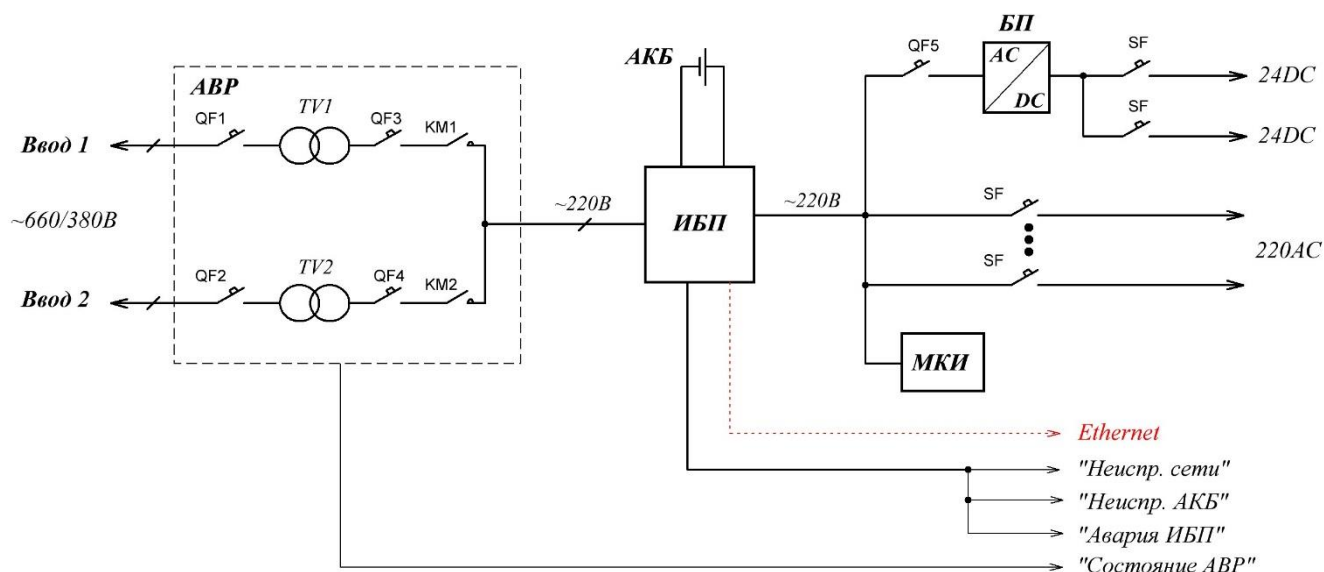 АВР
QF1
TV1
QF3
KM1
Ввод 1
~660/380В
QF2
TV2
QF4
KM2
Ввод 2
~220В
АКБ
ИБП
~220В
QF5
БП
AC
DC
SF
24DC
SF
24DC
SF
220AC
SF
МКИ
Ethernet
"Неиспр. сети"
"Неиспр. АКБ"
"Авария ИБП"
"Состояние АВР"